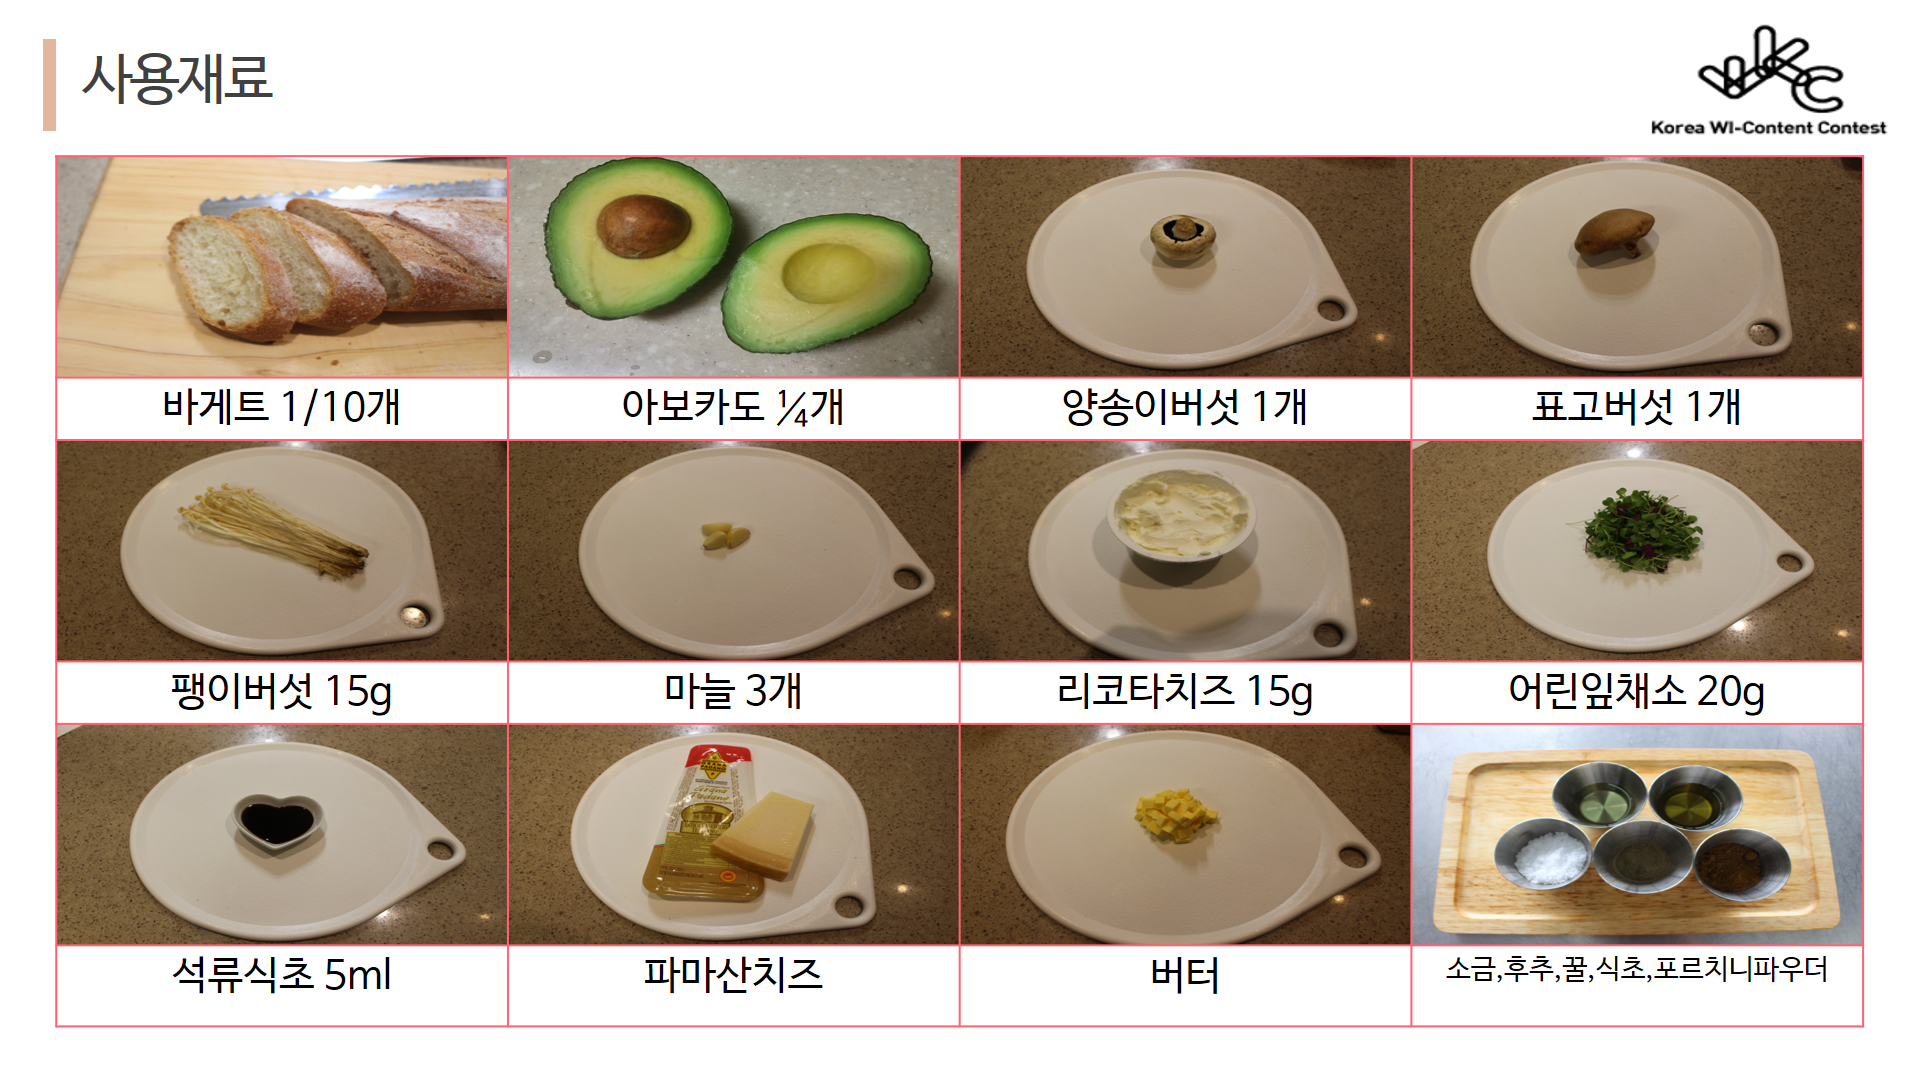 사용재료
WKC
Korea WI-Content Contest
바게트 1/10개
아보카도 ¼개
양송이버섯 1개
표고버섯 1개
팽이버섯 15g
마늘 3개
리코타치즈 15g
어린잎채소 20g
Grana
Padano
석류식초 5ml
파마산치즈
버터
소금,후추,꿀,식초,포르치니파우더